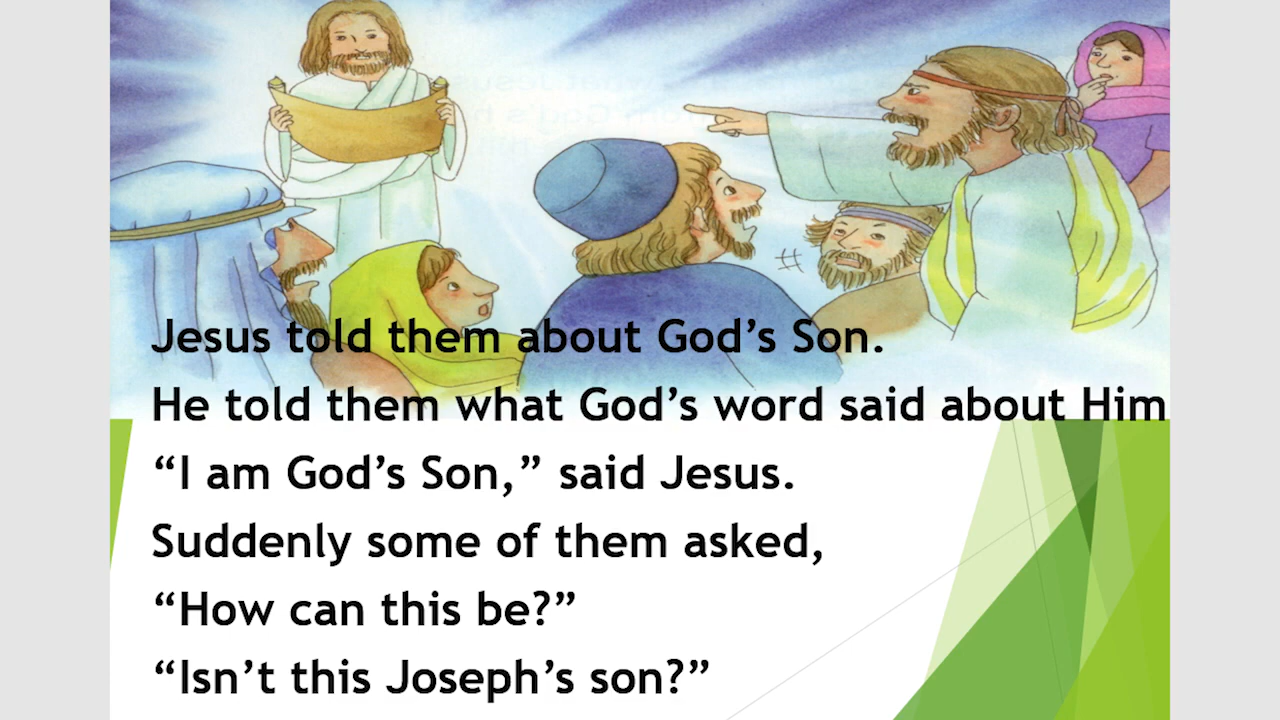 Jesus told them about God’s Son.
He told them what God’s word said about Him
“I am God’s Son,” said Jesus.
Suddenly some of them asked,
“How can this be?”
“Isn’t this Joseph’s son?”